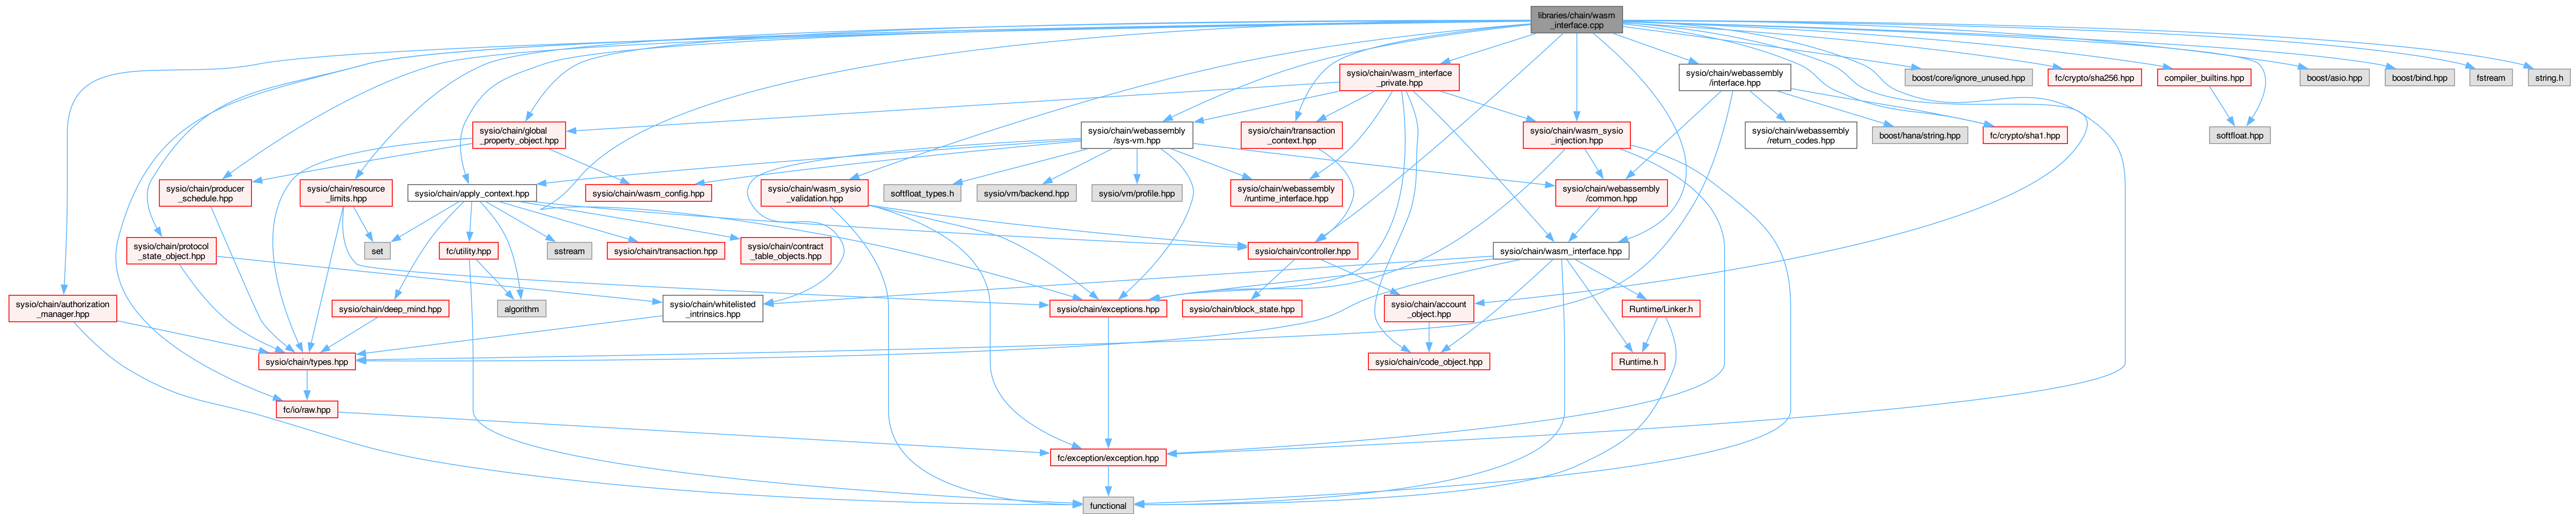 libraries/chain/wasm
_interface.cpp
sysio/chain/wasm_interface
_private.hpp
sysio/chain/webassembly
/interface.hpp
boost/core/ignore_unused.hpp
fc/crypto/sha256.hpp
compiler_builtins.hpp
boost/asio.hpp
boost/bind.hpp
fstream
string.h
sysio/chain/global
_property_object.hpp
sysio/chain/webassembly
/sys-vm.hpp
sysio/chain/transaction
_context.hpp
sysio/chain/wasm_sysio
_injection.hpp
sysio/chain/webassembly
/return_codes.hpp
boost/hana/string.hpp
fc/crypto/sha1.hpp
softfloat.hpp
sysio/chain/producer
_schedule.hpp
sysio/chain/resource
_limits.hpp
sysio/chain/apply_context.hpp
sysio/chain/wasm_config.hpp
sysio/chain/wasm_sysio
_validation.hpp
softfloat_types.h
sysio/vm/backend.hpp
sysio/vm/profile.hpp
sysio/chain/webassembly
/runtime_interface.hpp
sysio/chain/webassembly
/common.hpp
sysio/chain/protocol
_state_object.hpp
set
fc/utility.hpp
sstream
sysio/chain/transaction.hpp
sysio/chain/contract
_table_objects.hpp
sysio/chain/controller.hpp
sysio/chain/wasm_interface.hpp
sysio/chain/authorization
_manager.hpp
sysio/chain/deep_mind.hpp
algorithm
sysio/chain/whitelisted
_intrinsics.hpp
sysio/chain/exceptions.hpp
sysio/chain/block_state.hpp
sysio/chain/account
_object.hpp
Runtime/Linker.h
sysio/chain/types.hpp
sysio/chain/code_object.hpp
Runtime.h
fc/io/raw.hpp
fc/exception/exception.hpp
functional